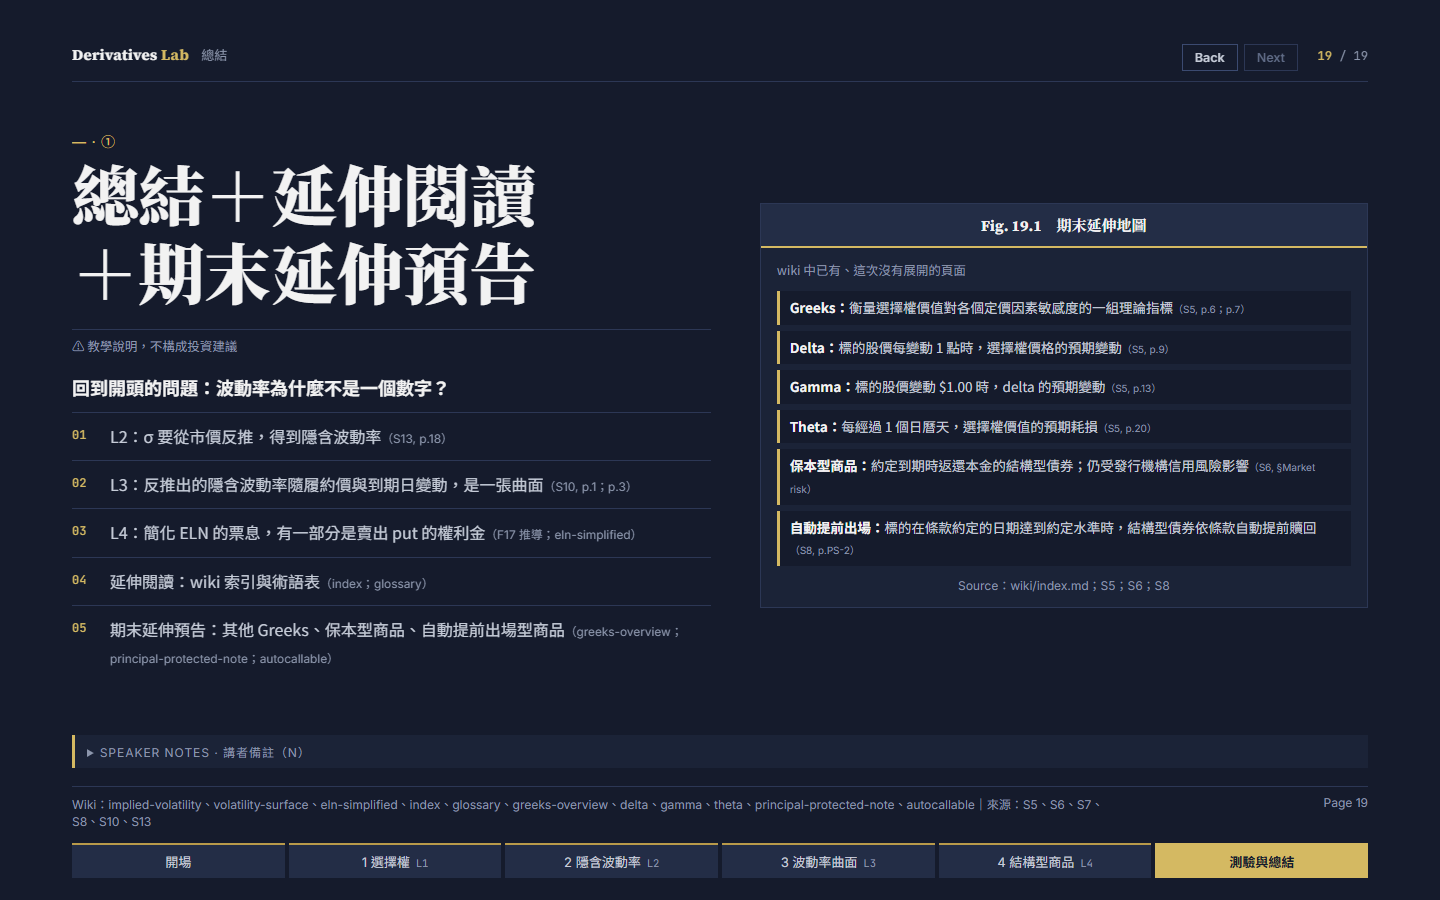 Derivatives Lab 總結
Back Next 19 / 19
— · ①
總結＋延伸閱讀
＋期末延伸預告
⚠ 教學說明，不構成投資建議
回到開頭的問題：波動率為什麼不是一個數字？
01 L2：σ 要從市價反推，得到隱含波動率（S13, p.18）
02 L3：反推出的隱含波動率隨履約價與到期日變動，是一張曲面（S10, p.1；p.3）
03 L4：簡化 ELN 的票息，有一部分是賣出 put 的權利金（F17 推導；eln-simplified）
04 延伸閱讀：wiki 索引與術語表（index；glossary）
05 期末延伸預告：其他 Greeks、保本型商品、自動提前出場型商品（greeks-overview；
principal-protected-note；autocallable）
Fig. 19.1　期末延伸地圖
wiki 中已有、這次沒有展開的頁面
Greeks：衡量選擇權價值對各個定價因素敏感度的一組理論指標（S5, p.6；p.7）
Delta：標的股價每變動 1 點時，選擇權價格的預期變動（S5, p.9）
Gamma：標的股價變動 $1.00 時，delta 的預期變動（S5, p.13）
Theta：每經過 1 個日曆天，選擇權價值的預期耗損（S5, p.20）
保本型商品：約定到期時返還本金的結構型債券；仍受發行機構信用風險影響（S6, §Market
risk）
自動提前出場：標的在條款約定的日期達到約定水準時，結構型債券依條款自動提前贖回
（S8, p.PS-2）
Source：wiki/index.md；S5；S6；S8
▶ SPEAKER NOTES · 講者備註（N）
Wiki：implied-volatility、volatility-surface、eln-simplified、index、glossary、greeks-overview、delta、gamma、theta、principal-protected-note、autocallable｜來源：S5、S6、S7、
S8、S10、S13
Page 19
開場
1 選擇權 L1
2 隱含波動率 L2
3 波動率曲面 L3
4 結構型商品 L4
測驗與總結